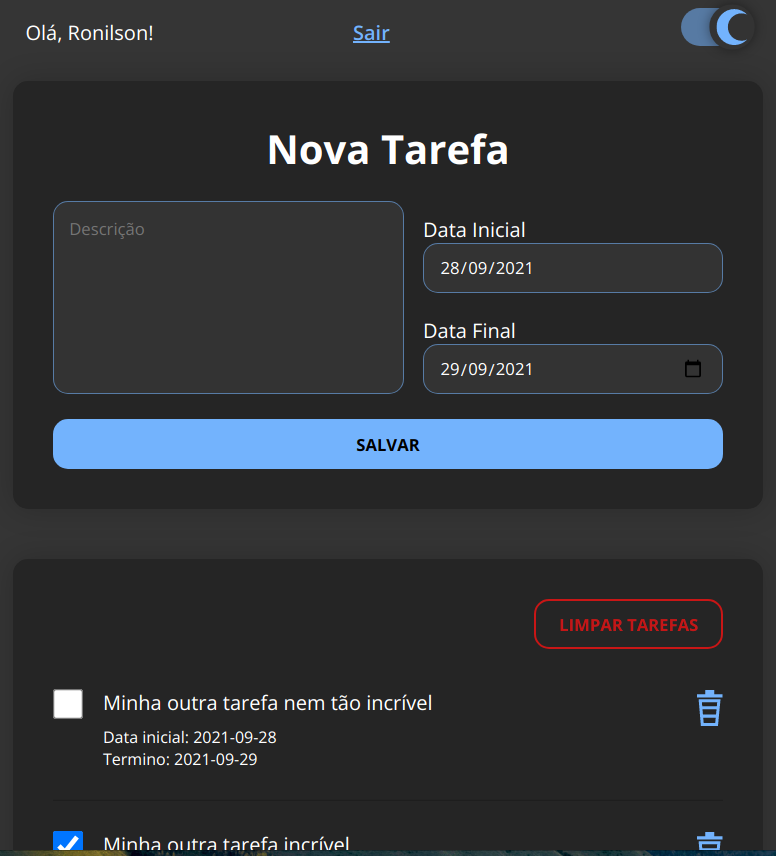 Olá, Ronilson!
Sair
Nova Tarefa
Descrição
Data Inicial
28/09/2021
Data Final
29/09/2021
SALVAR
LIMPAR TAREFAS
Minha outra tarefa nem tão incrível
Data inicial: 2021-09-28
Termino: 2021-09-29
Minha outra tarefa incrível